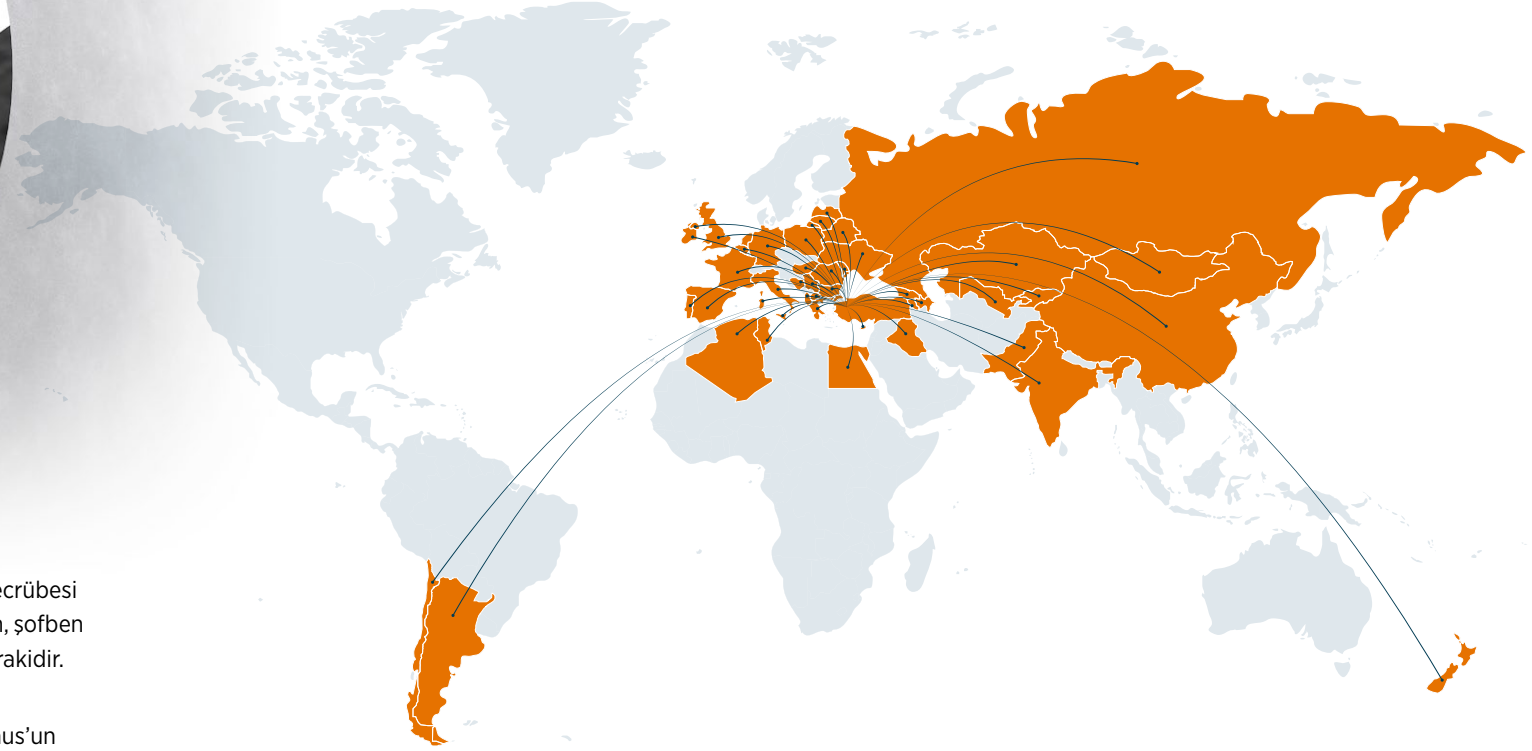 ecrübesi
, şofben
rakidir.
us’un